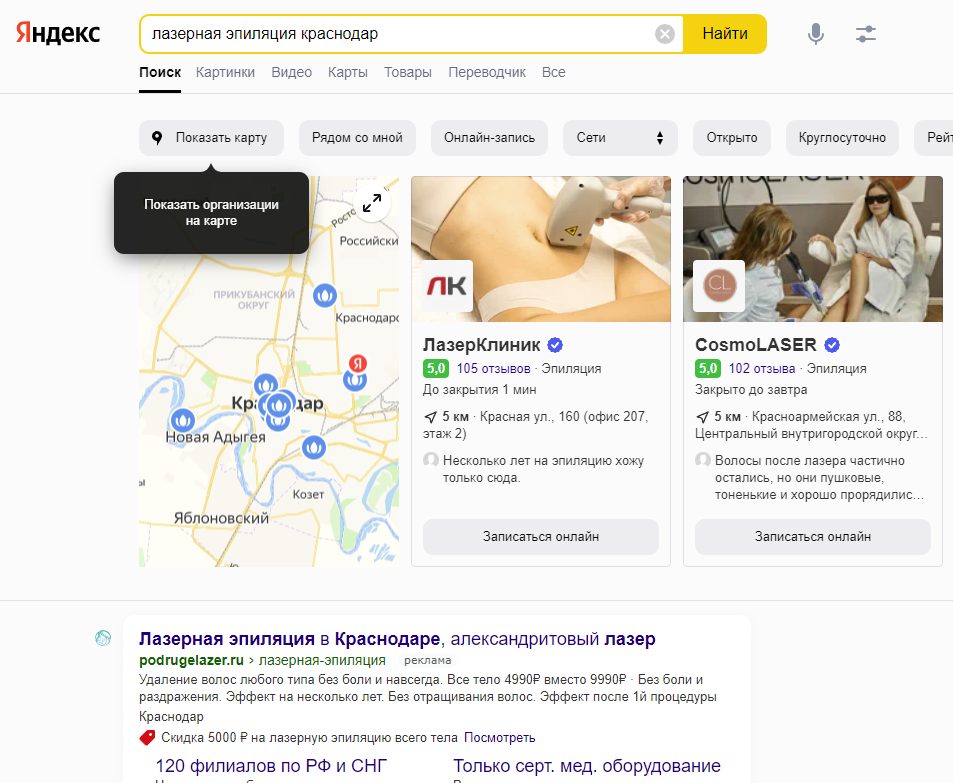 Яндекс
лазерная эпиляция краснодар
Найти
Поиск Картинки Видео Карты Товары Переводчик Все
Показать карту Рядом со мной Онлайн-запись Сети Открыто Круглосуточно
Показать организации
на карте
Российски
ПРИКУБАНСКИЙ
ОКРУГ
Краснодарс
Я
Новая Адыгея
Козет
Яблоновский
ЛК
ЛазерКлиник
5,0 105 отзывов · Эпиляция
До закрытия 1 мин
5 км · Красная ул., 160 (офис 207,
этаж 2)
Несколько лет на эпиляцию хожу
только сюда.
Записаться онлайн
CL
CosmoLASER
5,0 102 отзыва · Эпиляция
Закрыто до завтра
5 км · Красноармейская ул., 88,
Центральный внутригородской округ...
Волосы после лазера частично
остались, но они пушковые,
тоненькие и хорошо прорядилис...
Записаться онлайн
Лазерная эпиляция в Краснодаре, александритовый лазер
podrugelazer.ru › лазерная-эпиляция реклама
Удаление волос любого типа без боли и навсегда. Все тело 4990₽ вместо 9990₽ · Без боли и
раздражения. Эффект на несколько лет. Без отращивания волос. Эффект после 1й процедуры
Краснодар
Скидка 5000 ₽ на лазерную эпиляцию всего тела Посмотреть
120 филиалов по РФ и СНГ Только серт. мед. оборудование